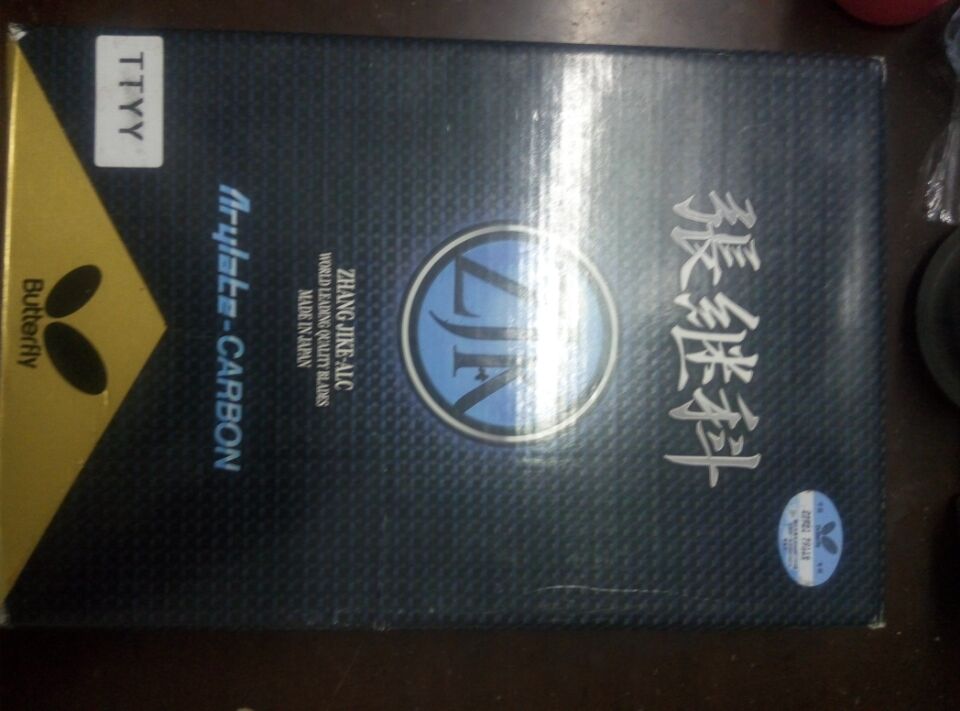 張继科
ZJK
ZHANG JIKE·ALC
WORLD LEADING QUALITY BLADES
MADE IN JAPAN
Arylate-CARBON
TTYY
Butterfly